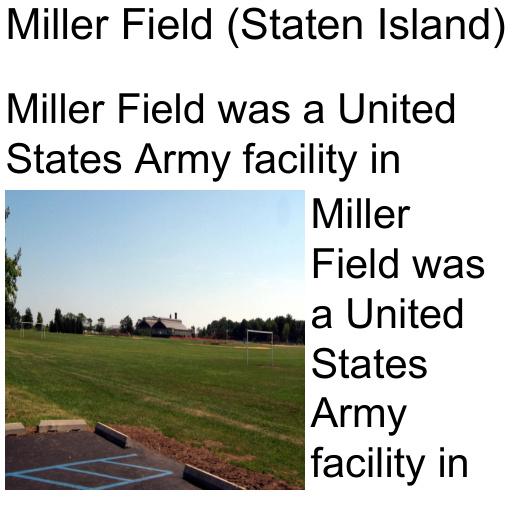 Miller Field (Staten Island)
Miller Field was a United
States Army facility in
Miller
Field was
a United
States
Army
facility in